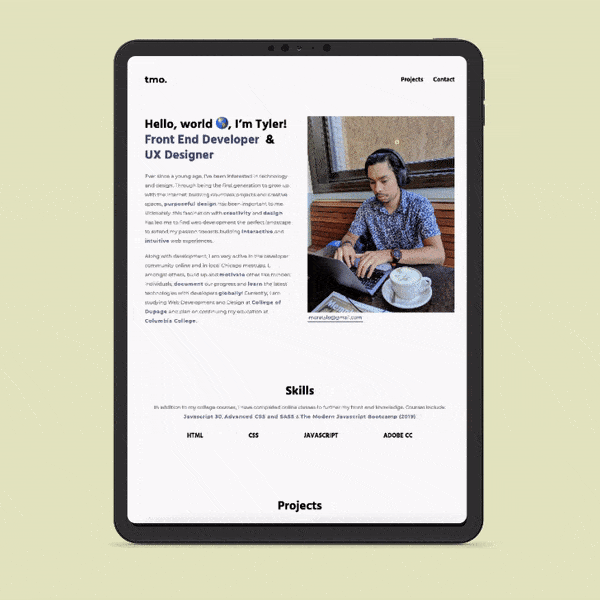 tmo.
Projects Contact
Hello, world 🌎, I'm Tyler!
Front End Developer &
UX Designer
Ever since a young age, I've been interested in technology
and design. Through being the first generation to grow up
with the internet, building countless projects and creative
spaces, purposeful design has been important to me.
Ultimately, this fascination with creativity and design
has led me to find web development the perfect landscape
to extend my passion towards building interactive and
intuitive web experiences.
Along with development, I am very active in the developer
community online and in local Chicago meetups. I,
amongst others, build up and motivate other like minded
individuals, document our progress and learn the latest
technologies with developers globally! Currently, I am
studying Web Development and Design at College of
Dupage and plan on continuing my education at
Columbia College.
Skills
In addition to my college courses, I have completed online classes to further my front end knowledge. Courses include:
Javascript 30, Advanced CSS and SASS & The Modern Javascript Bootcamp (2019)
HTML CSS JAVASCRIPT ADOBE CC
Projects